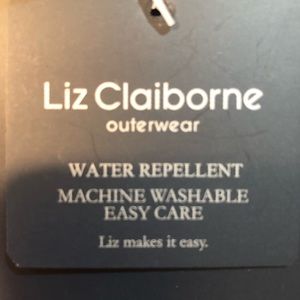 Liz Claiborne
outerwear
WATER REPELLENT
MACHINE WASHABLE
EASY CARE
Liz makes it easy.